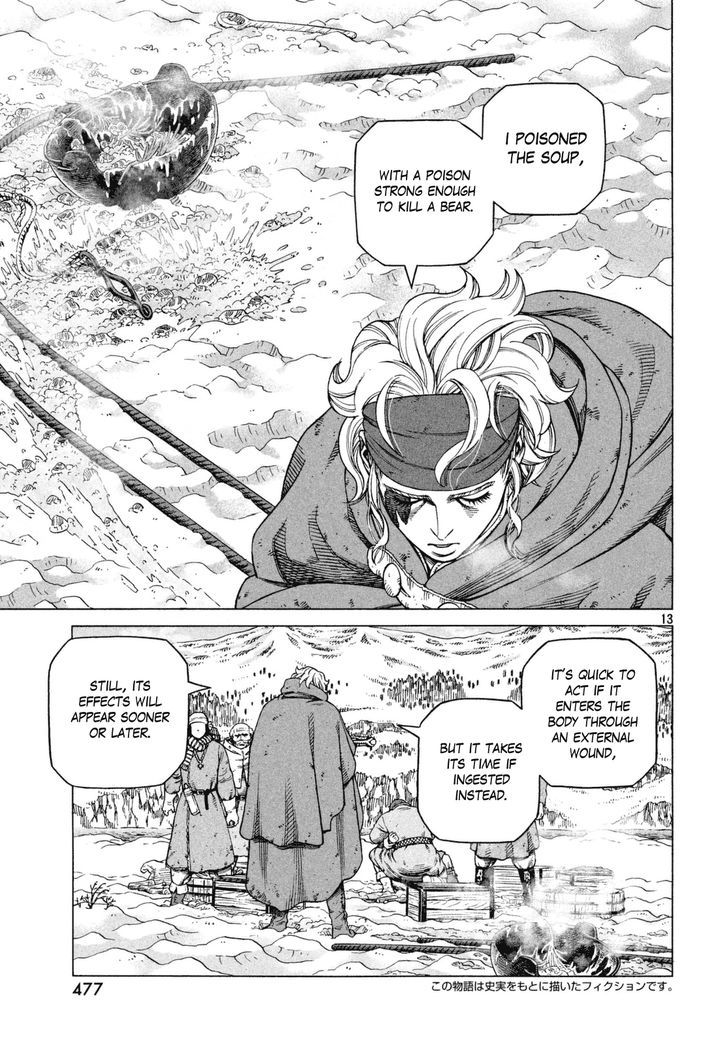 I POISONED
THE SOUP,
WITH A POISON
STRONG ENOUGH
TO KILL A BEAR.
13
IT'S QUICK TO
ACT IF IT
ENTERS THE
BODY THROUGH
AN EXTERNAL
WOUND,
BUT IT TAKES
ITS TIME IF
INGESTED
INSTEAD.
STILL, ITS
EFFECTS WILL
APPEAR SOONER
OR LATER.
477
この物語は史実をもとに描いたフィクションです。